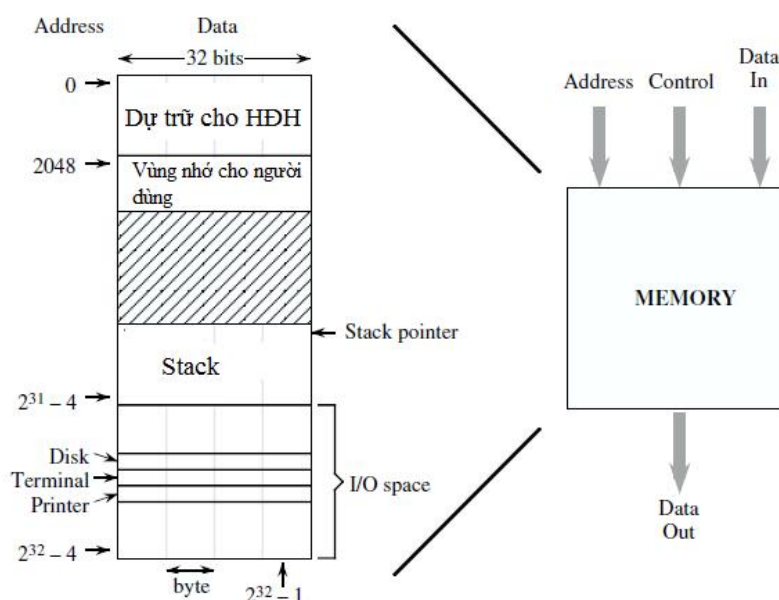 Address Data
32 bits
0
Dự trữ cho HĐH
2048
Vùng nhớ cho người
dùng
Stack pointer
Stack
2³¹ – 4
Disk
Terminal
Printer
I/O space
2³² – 4
byte
2³² – 1
Address Control Data
In
MEMORY
Data
Out